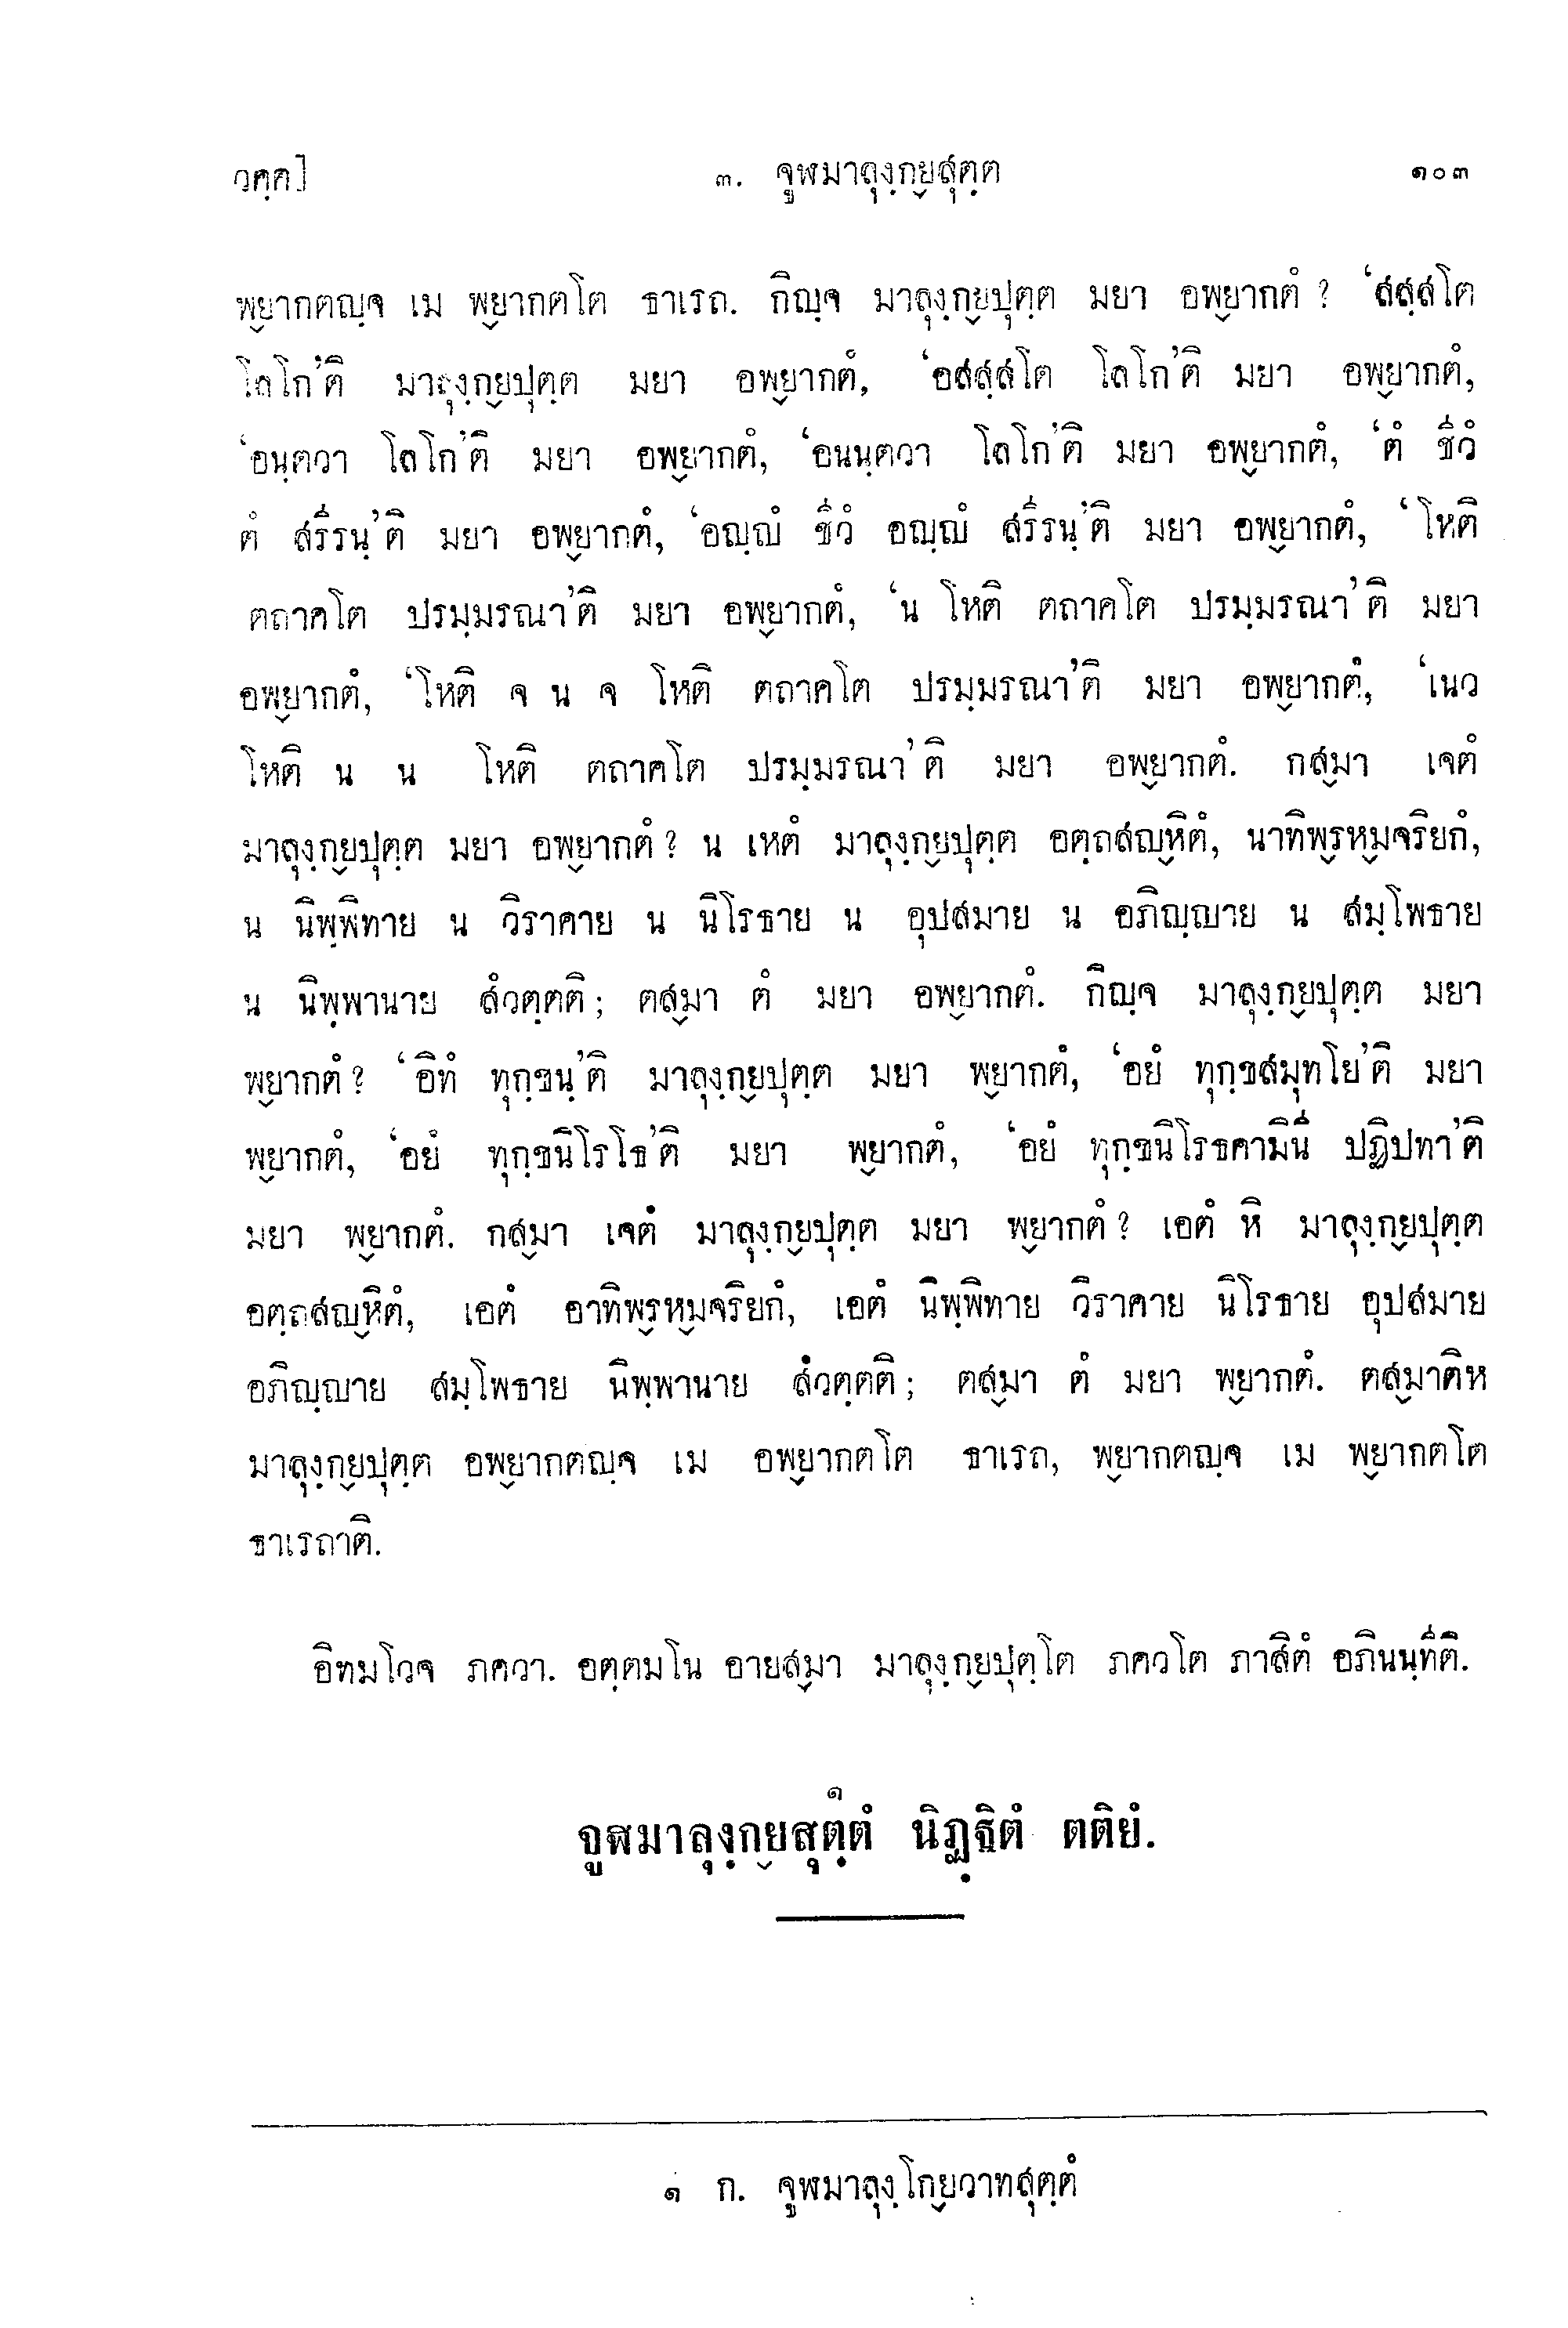 วคฺค]
๓. จูฬมาลุงฺกฺยสุตฺต
๑๐๓
พฺยากตญฺจ เม พฺยากตโต ธาเรถ. กิญฺจ มาลุงฺกฺยปุตฺต มยา อพฺยากตํ ? ‘สสฺสโต
โลโก’ติ มาลุงฺกฺยปุตฺต มยา อพฺยากตํ, ‘อสสฺสโต โลโก’ติ มยา อพฺยากตํ,
‘อนฺตวา โลโก’ติ มยา อพฺยากตํ, ‘อนนฺตวา โลโก’ติ มยา อพฺยากตํ, ‘ตํ ชีวํ
ตํ สรีรนฺ’ติ มยา อพฺยากตํ, ‘อญฺญํ ชีวํ อญฺญํ สรีรนฺ’ติ มยา อพฺยากตํ, ‘โหติ
ตถาคโต ปรมฺมรณา’ติ มยา อพฺยากตํ, ‘น โหติ ตถาคโต ปรมฺมรณา’ติ มยา
อพฺยากตํ, ‘โหติ จ น จ โหติ ตถาคโต ปรมฺมรณา’ติ มยา อพฺยากตํ, ‘เนว
โหติ น น โหติ ตถาคโต ปรมฺมรณา’ติ มยา อพฺยากตํ. กสฺมา เจตํ
มาลุงฺกฺยปุตฺต มยา อพฺยากตํ ? น เหตํ มาลุงฺกฺยปุตฺต อตฺถสญฺหิตํ, นาทิพฺรหฺมจริยกํ,
น นิพฺพิทาย น วิราคาย น นิโรธาย น อุปสมาย น อภิญฺญาย น สมฺโพธาย
น นิพฺพานาย สํวตฺตติ ; ตสฺมา ตํ มยา อพฺยากตํ. กิญฺจ มาลุงฺกฺยปุตฺต มยา
พฺยากตํ ? ‘อิทํ ทุกฺขนฺ’ติ มาลุงฺกฺยปุตฺต มยา พฺยากตํ, ‘อยํ ทุกฺขสมุทโย’ติ มยา
พฺยากตํ, ‘อยํ ทุกฺขนิโรโธ’ติ มยา พฺยากตํ, ‘อยํ ทุกฺขนิโรธคามินี ปฏิปทา’ติ
มยา พฺยากตํ. กสฺมา เจตํ มาลุงฺกฺยปุตฺต มยา พฺยากตํ ? เอตํ หิ มาลุงฺกฺยปุตฺต
อตฺถสญฺหิตํ, เอตํ อาทิพฺรหฺมจริยกํ, เอตํ นิพฺพิทาย วิราคาย นิโรธาย อุปสมาย
อภิญฺญาย สมฺโพธาย นิพฺพานาย สํวตฺตติ ; ตสฺมา ตํ มยา พฺยากตํ. ตสฺมาติห
มาลุงฺกฺยปุตฺต อพฺยากตญฺจ เม อพฺยากตโต ธาเรถ, พฺยากตญฺจ เม พฺยากตโต
ธาเรถาติ.
อิทมโวจ ภควา. อตฺตมโน อายสฺมา มาลุงฺกฺยปุตฺโต ภควโต ภาสิตํ อภินนฺทีติ.
จูฬมาลุงฺกฺยสุตฺตํ๑ นิฏฺฐิตํ ตติยํ.
๑ ก. จูฬมาลุงฺโกฺยวาทสุตฺตํ